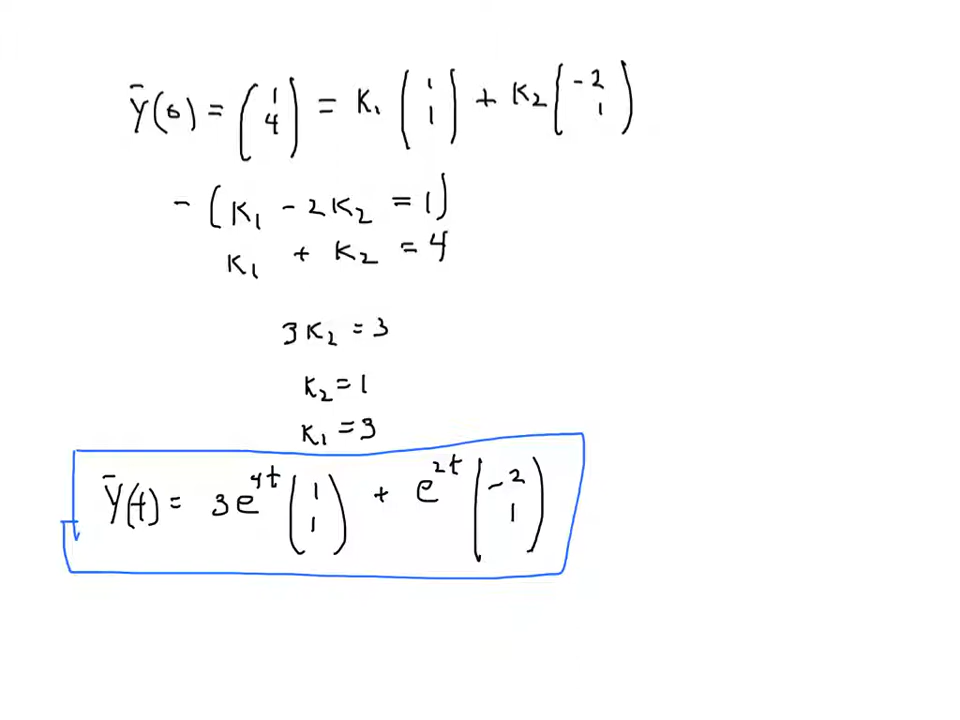 Ȳ(0) = (1 4) = K₁ (1 1) + K₂ (-2 1)
- (K₁ - 2K₂ = 1)
K₁ + K₂ = 4
3K₂ = 3
K₂ = 1
K₁ = 3
Ȳ(t) = 3e^{4t} (1 1) + e^{2t} (-2 1)